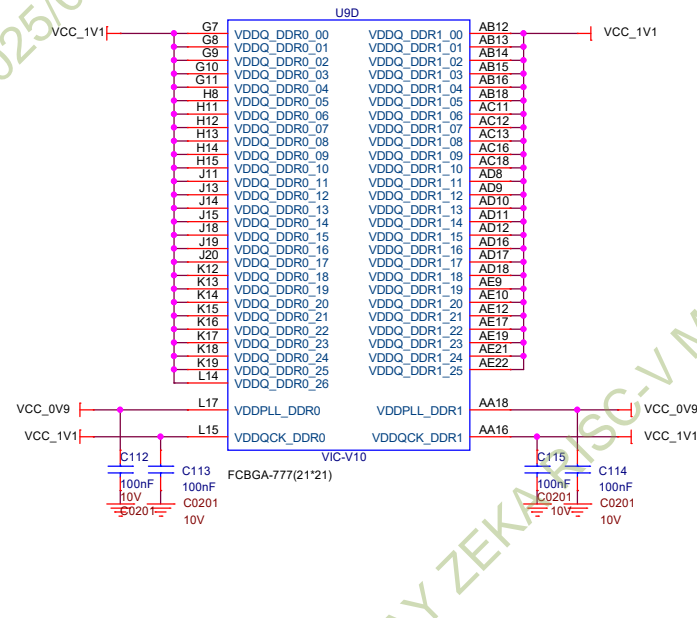 U9D
VCC_1V1 G7 VDDQ_DDR0_00 VDDQ_DDR1_00 AB12 VCC_1V1
G8 VDDQ_DDR0_01 VDDQ_DDR1_01 AB13
G9 VDDQ_DDR0_02 VDDQ_DDR1_02 AB14
G10 VDDQ_DDR0_03 VDDQ_DDR1_03 AB15
G11 VDDQ_DDR0_04 VDDQ_DDR1_04 AB16
H8 VDDQ_DDR0_05 VDDQ_DDR1_05 AB18
H11 VDDQ_DDR0_06 VDDQ_DDR1_06 AC11
H12 VDDQ_DDR0_07 VDDQ_DDR1_07 AC12
H13 VDDQ_DDR0_08 VDDQ_DDR1_08 AC13
H14 VDDQ_DDR0_09 VDDQ_DDR1_09 AC16
H15 VDDQ_DDR0_10 VDDQ_DDR1_10 AC18
J11 VDDQ_DDR0_11 VDDQ_DDR1_11 AD8
J13 VDDQ_DDR0_12 VDDQ_DDR1_12 AD9
J14 VDDQ_DDR0_13 VDDQ_DDR1_13 AD10
J15 VDDQ_DDR0_14 VDDQ_DDR1_14 AD11
J18 VDDQ_DDR0_15 VDDQ_DDR1_15 AD12
J19 VDDQ_DDR0_16 VDDQ_DDR1_16 AD16
J20 VDDQ_DDR0_17 VDDQ_DDR1_17 AD17
K12 VDDQ_DDR0_18 VDDQ_DDR1_18 AD18
K13 VDDQ_DDR0_19 VDDQ_DDR1_19 AE9
K14 VDDQ_DDR0_20 VDDQ_DDR1_20 AE10
K15 VDDQ_DDR0_21 VDDQ_DDR1_21 AE12
K16 VDDQ_DDR0_22 VDDQ_DDR1_22 AE17
K17 VDDQ_DDR0_23 VDDQ_DDR1_23 AE19
K18 VDDQ_DDR0_24 VDDQ_DDR1_24 AE21
K19 VDDQ_DDR0_25 VDDQ_DDR1_25 AE22
L14 VDDQ_DDR0_26
VCC_0V9 L17 VDDPLL_DDR0 VDDPLL_DDR1 AA18 VCC_0V9
VCC_1V1 L15 VDDQCK_DDR0 VDDQCK_DDR1 AA16 VCC_1V1
VIC-V10
FCBGA-777(21*21)
C112
100nF
10V
C0201
C113
100nF
C0201
10V
C115
100nF
C0201
10V
C114
100nF
C0201
10V
ZEKA RISC-V